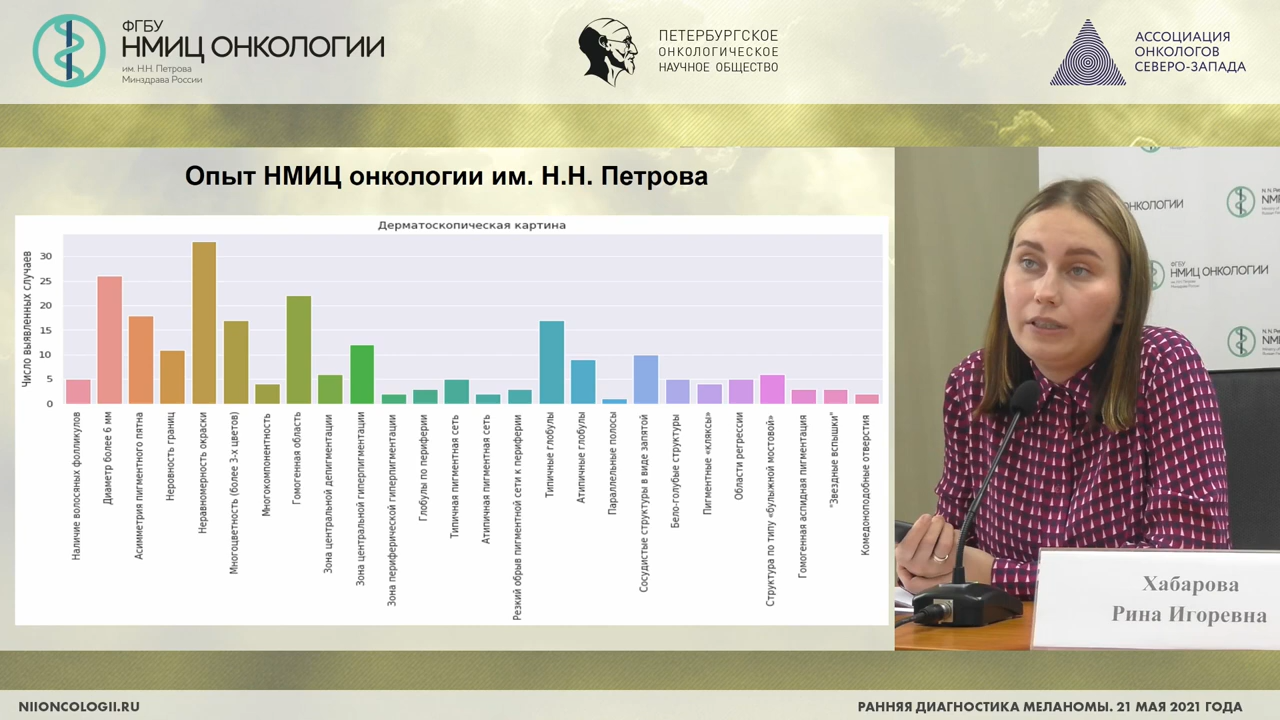 ФГБУ
НМИЦ ОНКОЛОГИИ
им. Н.Н. Петрова
Минздрава России
ПЕТЕРБУРГСКОЕ
ОНКОЛОГИЧЕСКОЕ
НАУЧНОЕ ОБЩЕСТВО
АССОЦИАЦИЯ
ОНКОЛОГОВ
СЕВЕРО-ЗАПАДА
Опыт НМИЦ онкологии им. Н.Н. Петрова
Дерматоскопическая картина
Число выявленных случаев
30
25
20
15
10
5
0
Наличие волосяных фолликулов
Диаметр более 6 мм
Асимметрия пигментного пятна
Неровность границ
Неравномерность окраски
Многоцветность (более 3-х цветов)
Многокомпонентность
Гомогенная область
Зона центральной депигментации
Зона центральной гиперпигментации
Зона периферической гиперпигментации
Глобулы по периферии
Типичная пигментная сеть
Атипичная пигментная сеть
Резкий обрыв пигментной сети к периферии
Типичные глобулы
Атипичные глобулы
Параллельные полосы
Сосудистые структуры в виде запятой
Бело-голубые структуры
Пигментные «кляксы»
Области регрессии
Структура по типу «булыжной мостовой»
Гомогенная аспидная пигментация
"Звездные вспышки"
Комедоноподобные отверстия
ОНКОЛОГИИ
ФГБУ
НМИЦ ОНКОЛОГИИ
Хабарова
Рина Игоревна
NIIONCOLOGII.RU
РАННЯЯ ДИАГНОСТИКА МЕЛАНОМЫ. 21 МАЯ 2021 ГОДА